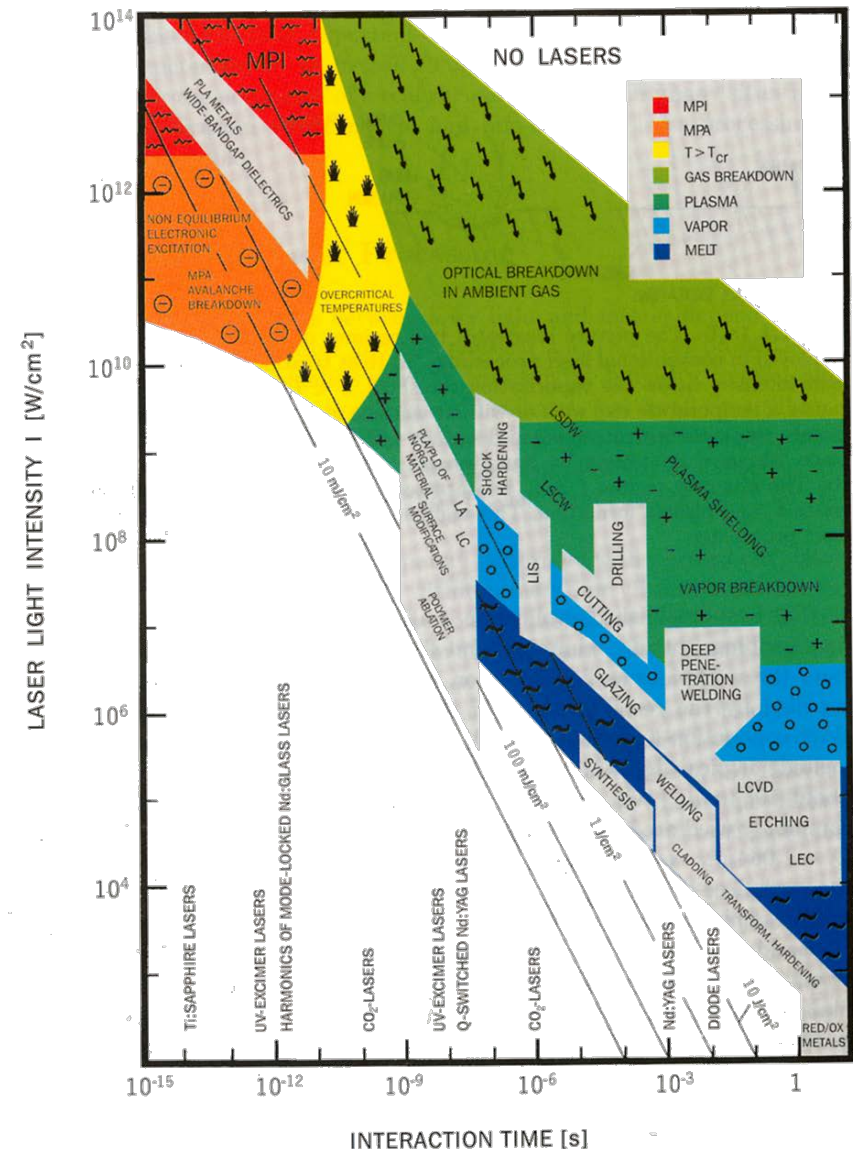 LASER LIGHT INTENSITY I [W/cm²]
10¹⁴
10¹²
10¹⁰
10⁸
10⁶
10⁴
NO LASERS
MPI
MPA
T > Tcr
GAS BREAKDOWN
PLASMA
VAPOR
MELT
MPI
PLA METALS
WIDE-BANDGAP DIELECTRICS
NON-EQUILIBRIUM
ELECTRONIC
EXCITATION
MPA
AVALANCHE
BREAKDOWN
OVERCRITICAL
TEMPERATURES
OPTICAL BREAKDOWN
IN AMBIENT GAS
LSDW
LSCW
PLASMA SHIELDING
VAPOR BREAKDOWN
SHOCK
HARDENING
PLA/PLD OF
INORG.
MATERIAL SURFACE
MODIFICATIONS
LA
LC
POLYMER
ABLATION
LIS
DRILLING
CUTTING
GLAZING
DEEP
PENE-
TRATION
WELDING
SYNTHESIS
WELDING
CLADDING
TRANSFORM. HARDENING
LCVD
ETCHING
LEC
RED/OX
METALS
10 mJ/cm²
100 mJ/cm²
1 J/cm²
10 J/cm²
Ti:SAPPHIRE LASERS
UV-EXCIMER LASERS
HARMONICS OF MODE-LOCKED Nd:GLASS LASERS
CO₂-LASERS
UV-EXCIMER LASERS
Q-SWITCHED Nd:YAG LASERS
CO₂-LASERS
Nd:YAG LASERS
DIODE LASERS
10⁻¹⁵
10⁻¹²
10⁻⁹
10⁻⁶
10⁻³
1
INTERACTION TIME [s]